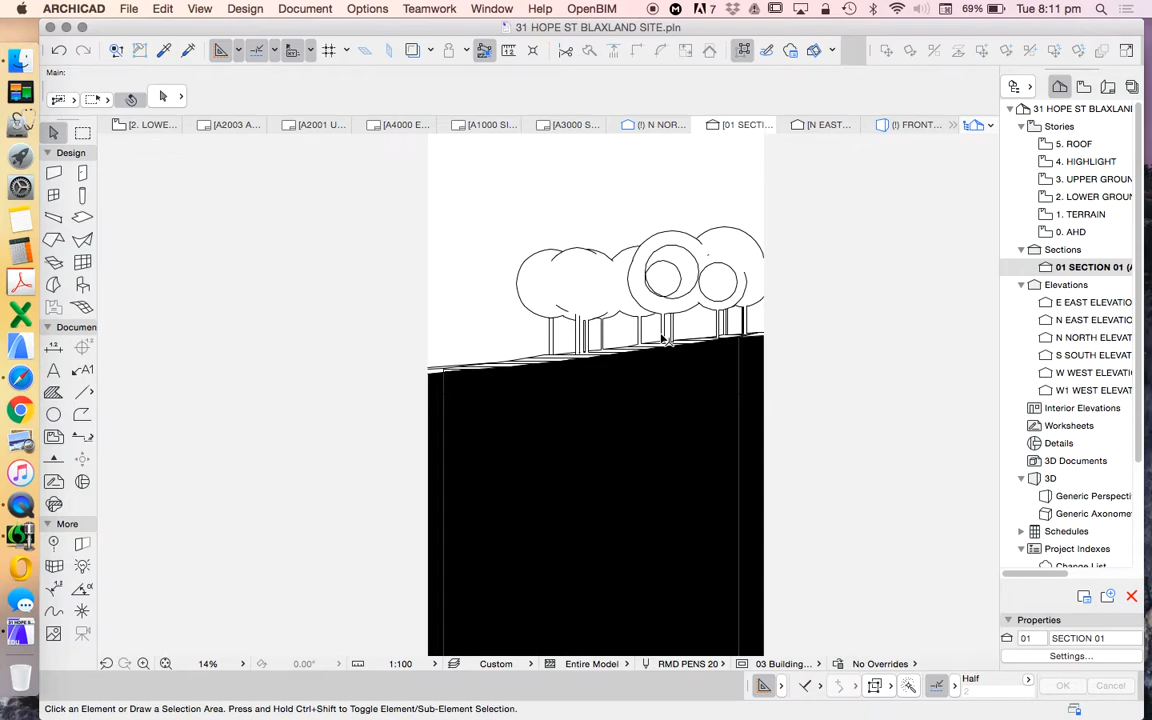 ARCHICAD File Edit View Design Document Options Teamwork Window Help OpenBIM
7 69% Tue 8:11 pm
31 HOPE ST BLAXLAND SITE.pln
Main:
[2. LOWE... [A2003 A... [A2001 U... [A4000 E... [A1000 SI... [A3000 S... (!) N NOR... [01 SECTI... [N EAST... (!) FRONT...
Design
Documen
More
31 HOPE ST BLAXLAN
Stories
5. ROOF
4. HIGHLIGHT
3. UPPER GROUN
2. LOWER GROUN
1. TERRAIN
0. AHD
Sections
01 SECTION 01 (A
Elevations
E EAST ELEVATIO
N EAST ELEVATIO
N NORTH ELEVAT
S SOUTH ELEVAT
W WEST ELEVATI
W1 WEST ELEVAT
Interior Elevations
Worksheets
Details
3D Documents
3D
Generic Perspecti
Generic Axonome
Schedules
Project Indexes
Change List
Properties
01 SECTION 01
Settings...
14% 0.00° 1:100 Custom Entire Model RMD PENS 20 03 Building... No Overrides
Half
2
OK Cancel
Click an Element or Draw a Selection Area. Press and Hold Ctrl+Shift to Toggle Element/Sub-Element Selection.